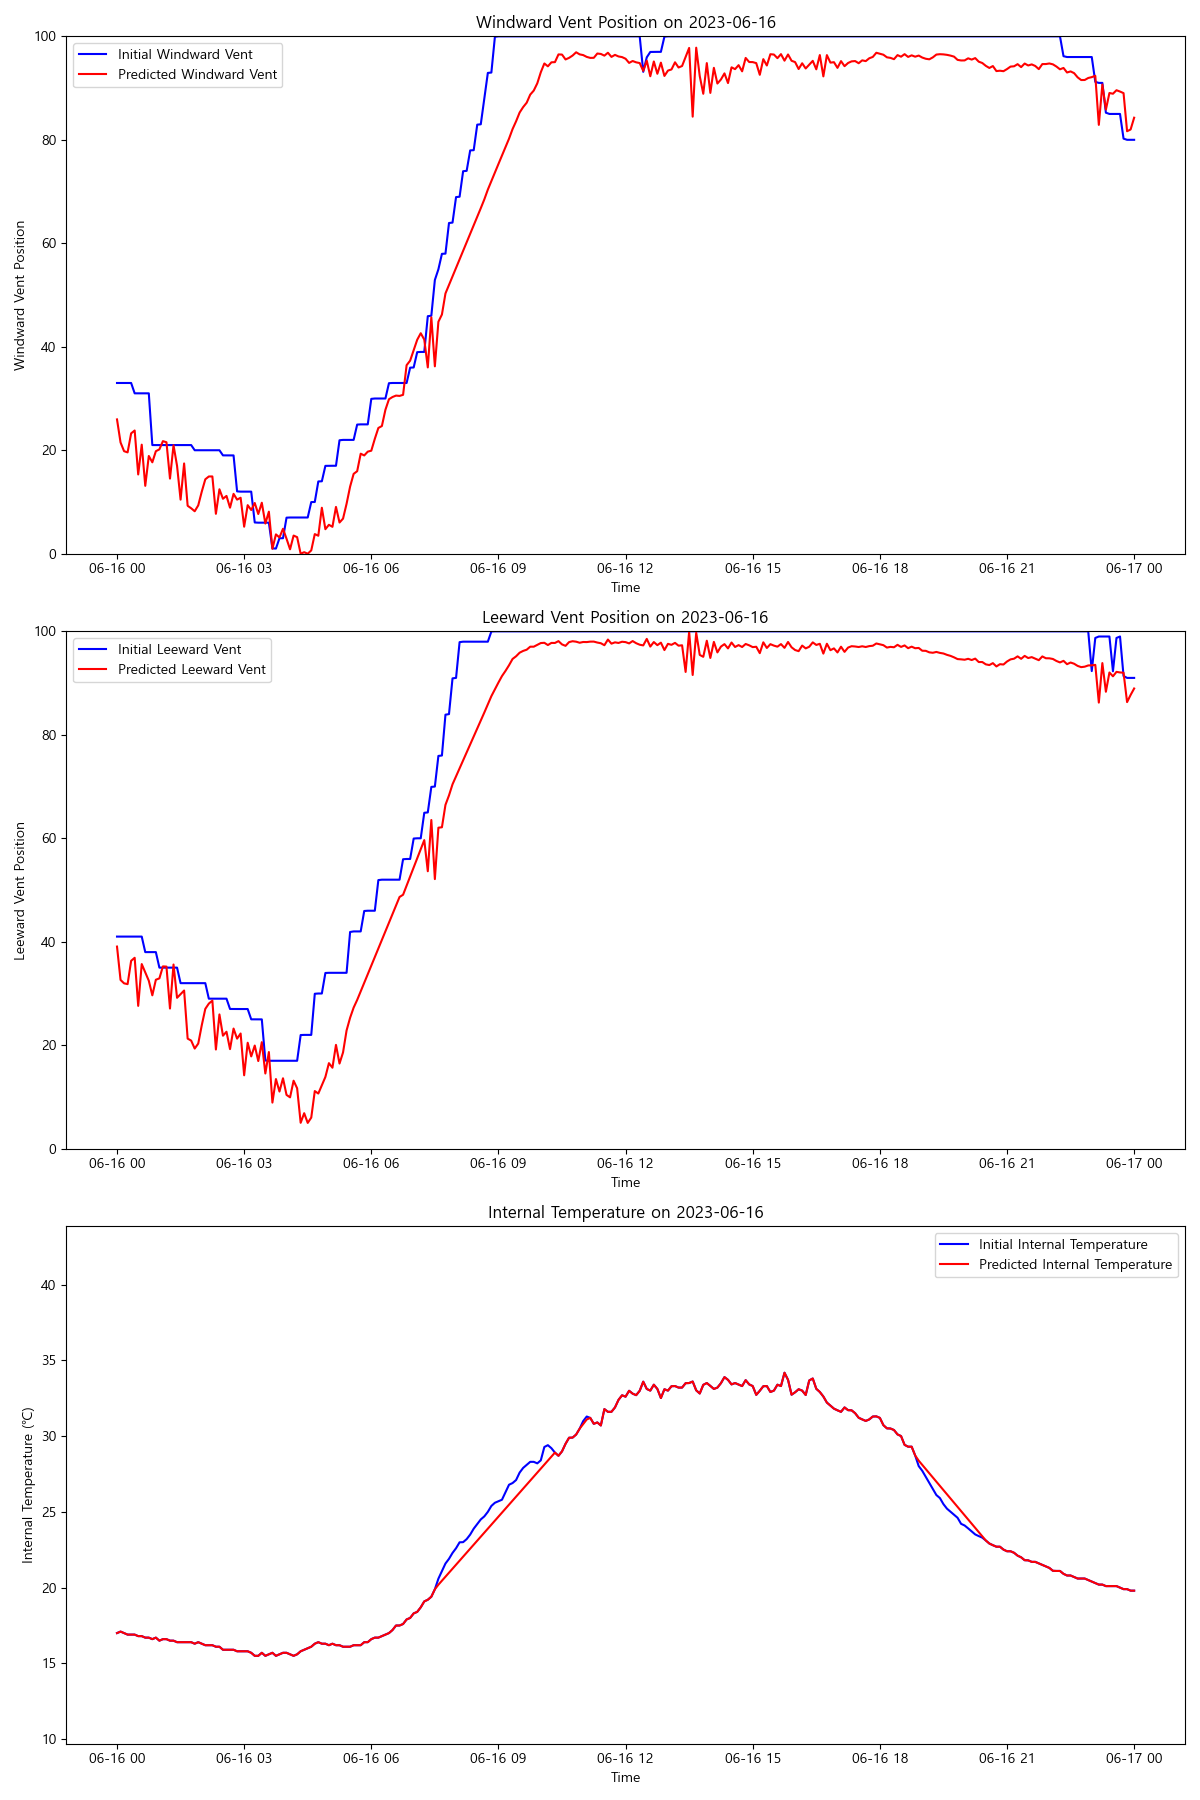 Windward Vent Position on 2023-06-16
Initial Windward Vent
Predicted Windward Vent
100
80
60
40
20
0
Windward Vent Position
06-16 00 06-16 03 06-16 06 06-16 09 06-16 12 06-16 15 06-16 18 06-16 21 06-17 00
Time
Leeward Vent Position on 2023-06-16
Initial Leeward Vent
Predicted Leeward Vent
100
80
60
40
20
0
Leeward Vent Position
06-16 00 06-16 03 06-16 06 06-16 09 06-16 12 06-16 15 06-16 18 06-16 21 06-17 00
Time
Internal Temperature on 2023-06-16
Initial Internal Temperature
Predicted Internal Temperature
40
35
30
25
20
15
10
Internal Temperature (℃)
06-16 00 06-16 03 06-16 06 06-16 09 06-16 12 06-16 15 06-16 18 06-16 21 06-17 00
Time